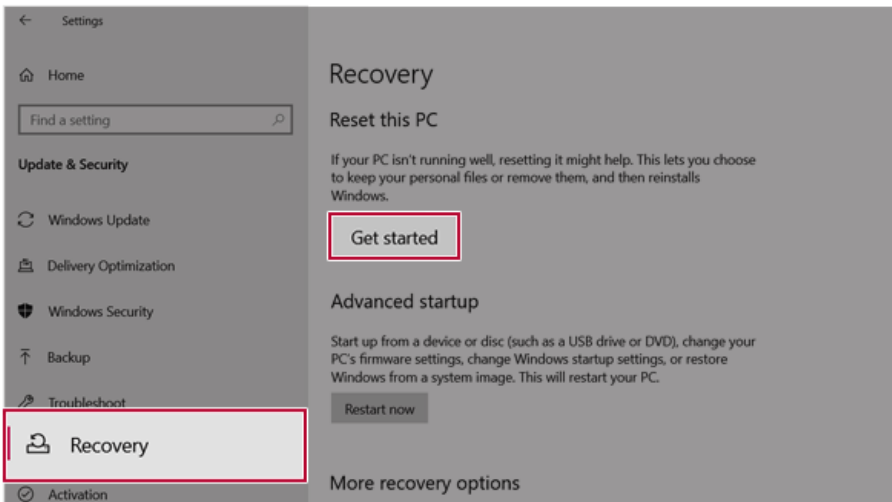 Settings
Home
Find a setting
Update & Security
Windows Update
Delivery Optimization
Windows Security
Backup
Troubleshoot
Recovery
Activation
Recovery
Reset this PC
If your PC isn't running well, resetting it might help. This lets you choose
to keep your personal files or remove them, and then reinstalls
Windows.
Get started
Advanced startup
Start up from a device or disc (such as a USB drive or DVD), change your
PC's firmware settings, change Windows startup settings, or restore
Windows from a system image. This will restart your PC.
Restart now
More recovery options